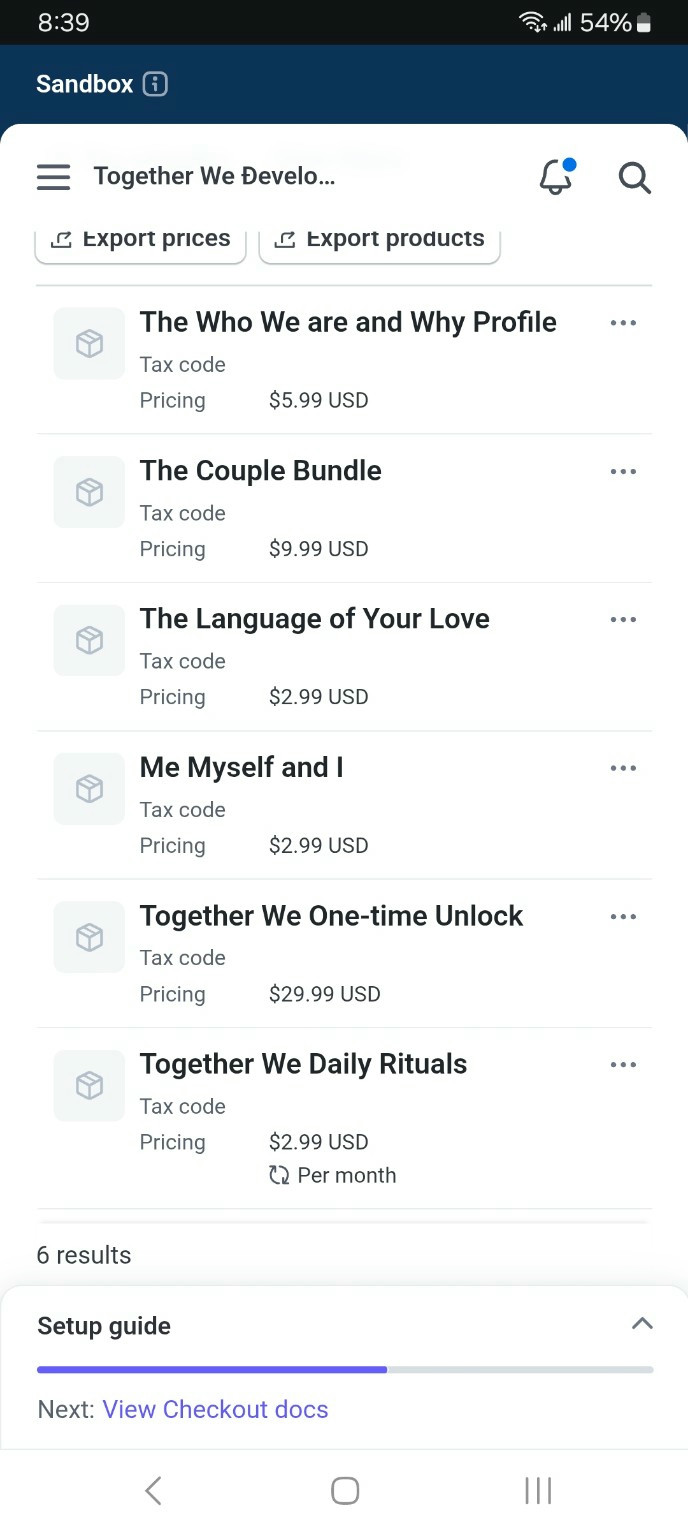 8:39
54%
Sandbox
Together We Đevelo...
Export prices
Export products
The Who We are and Why Profile
Tax code
Pricing $5.99 USD
The Couple Bundle
Tax code
Pricing $9.99 USD
The Language of Your Love
Tax code
Pricing $2.99 USD
Me Myself and I
Tax code
Pricing $2.99 USD
Together We One-time Unlock
Tax code
Pricing $29.99 USD
Together We Daily Rituals
Tax code
Pricing $2.99 USD
Per month
6 results
Setup guide
Next: View Checkout docs